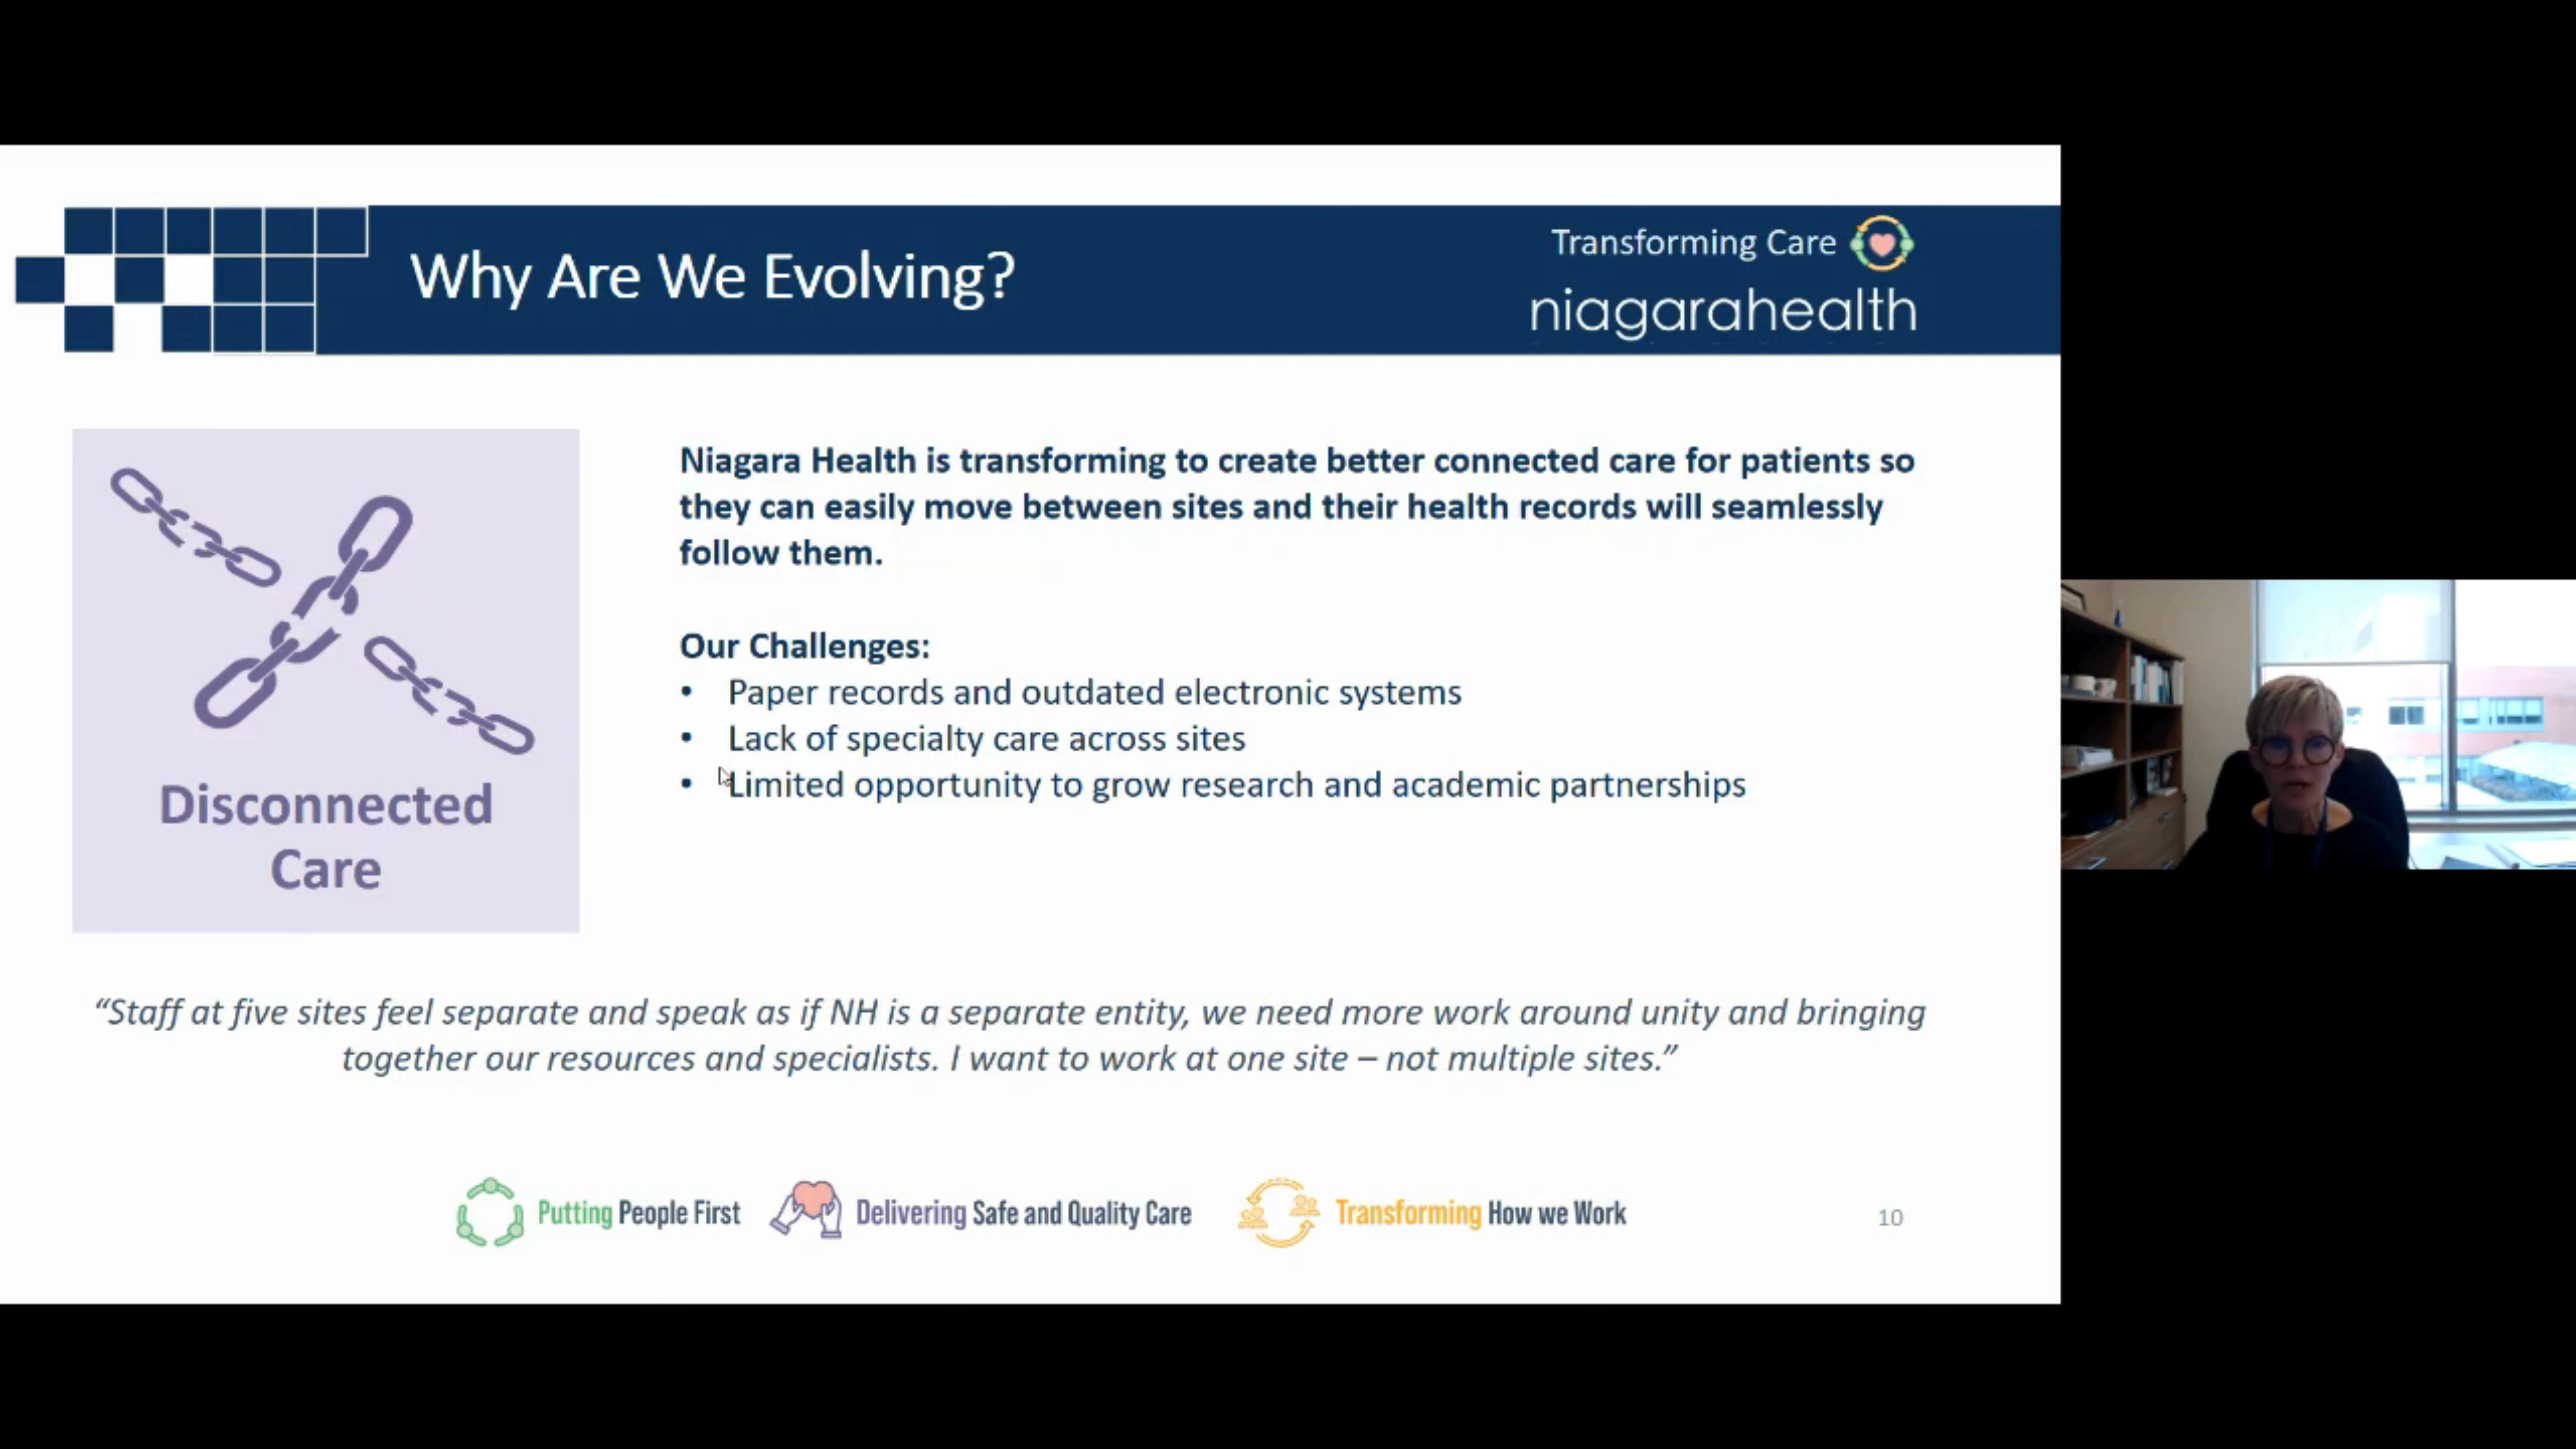 Why Are We Evolving?
Transforming Care
niagarahealth
Niagara Health is transforming to create better connected care for patients so
they can easily move between sites and their health records will seamlessly
follow them.
Our Challenges:
• Paper records and outdated electronic systems
• Lack of specialty care across sites
• Limited opportunity to grow research and academic partnerships
Disconnected
Care
“Staff at five sites feel separate and speak as if NH is a separate entity, we need more work around unity and bringing
together our resources and specialists. I want to work at one site – not multiple sites.”
Putting People First
Delivering Safe and Quality Care
Transforming How we Work
10